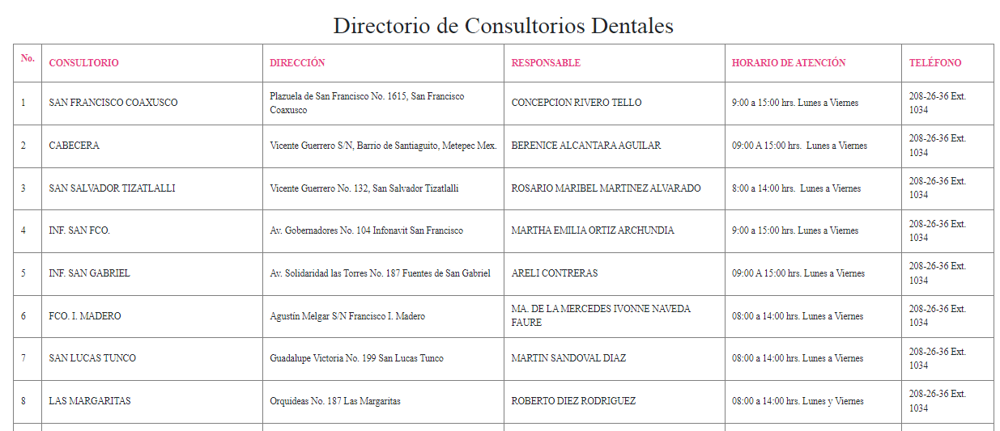 Directorio de Consultorios Dentales
No. CONSULTORIO DIRECCIÓN RESPONSABLE HORARIO DE ATENCIÓN TELÉFONO
1 SAN FRANCISCO COAXUSCO Plazuela de San Francisco No. 1615, San Francisco Coaxusco CONCEPCION RIVERO TELLO 9:00 a 15:00 hrs. Lunes a Viernes 208-26-36 Ext. 1034
2 CABECERA Vicente Guerrero S/N, Barrio de Santiaguito, Metepec Mex. BERENICE ALCANTARA AGUILAR 09:00 A 15:00 hrs. Lunes a Viernes 208-26-36 Ext. 1034
3 SAN SALVADOR TIZATLALLI Vicente Guerrero No. 132, San Salvador Tizatlalli ROSARIO MARIBEL MARTINEZ ALVARADO 8:00 a 14:00 hrs. Lunes a Viernes 208-26-36 Ext. 1034
4 INF. SAN FCO. Av. Gobernadores No. 104 Infonavit San Francisco MARTHA EMILIA ORTIZ ARCHUNDIA 9:00 a 15:00 hrs. Lunes a Viernes 208-26-36 Ext. 1034
5 INF. SAN GABRIEL Av. Solidaridad las Torres No. 187 Fuentes de San Gabriel ARELI CONTRERAS 09:00 A 15:00 hrs. Lunes a Viernes 208-26-36 Ext. 1034
6 FCO. I. MADERO Agustín Melgar S/N Francisco I. Madero MA. DE LA MERCEDES IVONNE NAVEDA FAURE 08:00 a 14:00 hrs. Lunes a Viernes 208-26-36 Ext. 1034
7 SAN LUCAS TUNCO Guadalupe Victoria No. 199 San Lucas Tunco MARTIN SANDOVAL DIAZ 08:00 a 14:00 hrs. Lunes a Viernes 208-26-36 Ext. 1034
8 LAS MARGARITAS Orquideas No. 187 Las Margaritas ROBERTO DIEZ RODRIGUEZ 08:00 a 14:00 hrs. Lunes y Viernes 208-26-36 Ext. 1034